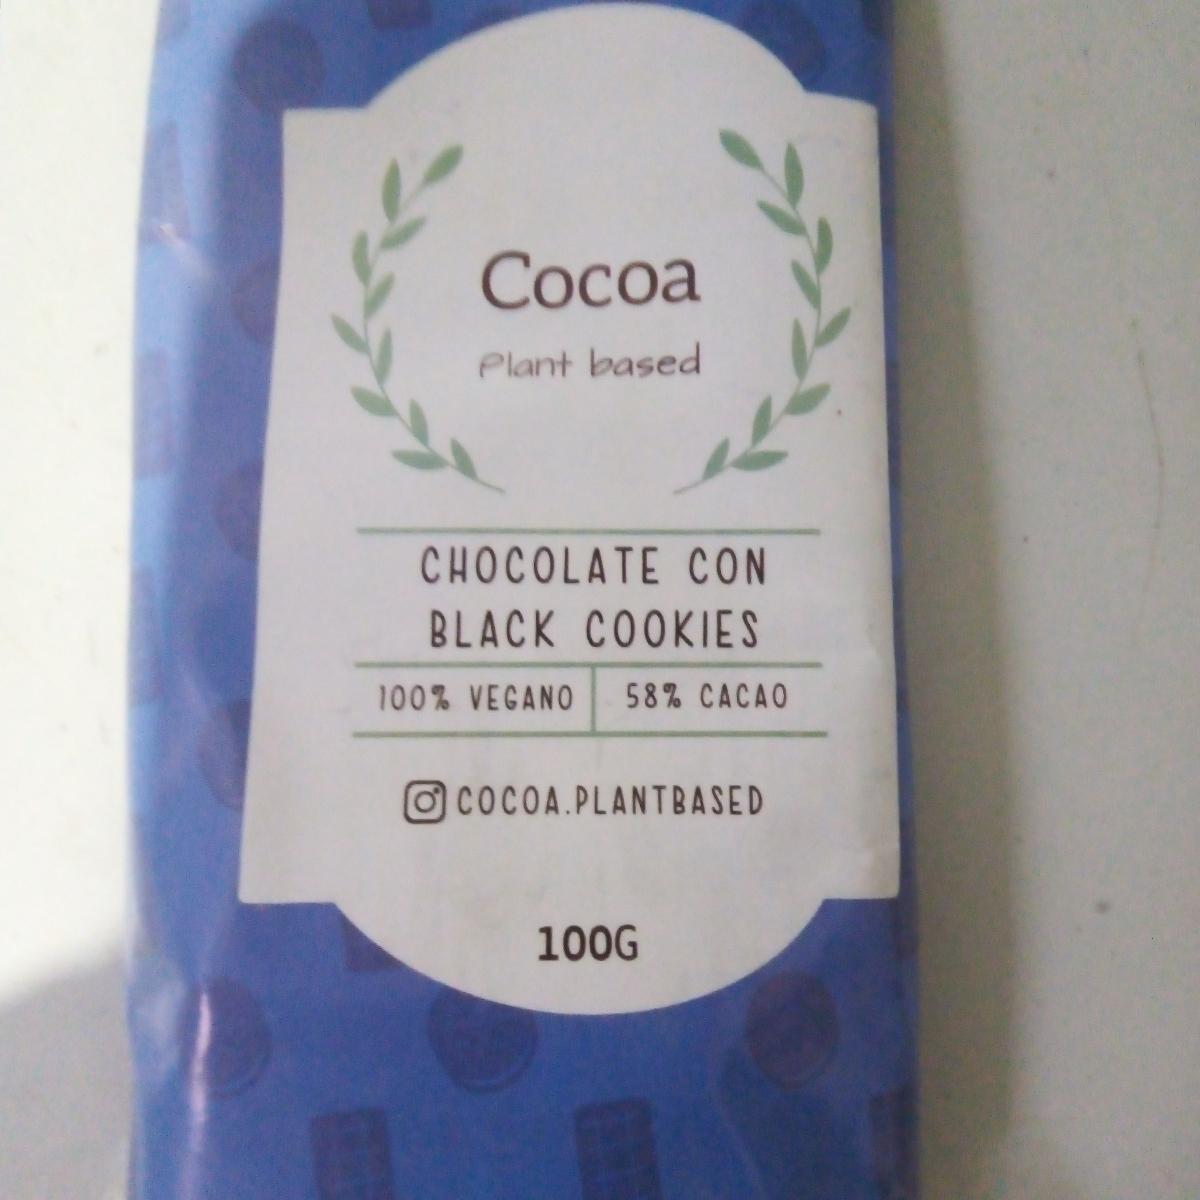 Cocoa
Plant based
CHOCOLATE CON
BLACK COOKIES
100% VEGANO 58% CACAO
COCOA.PLANTBASED
100G